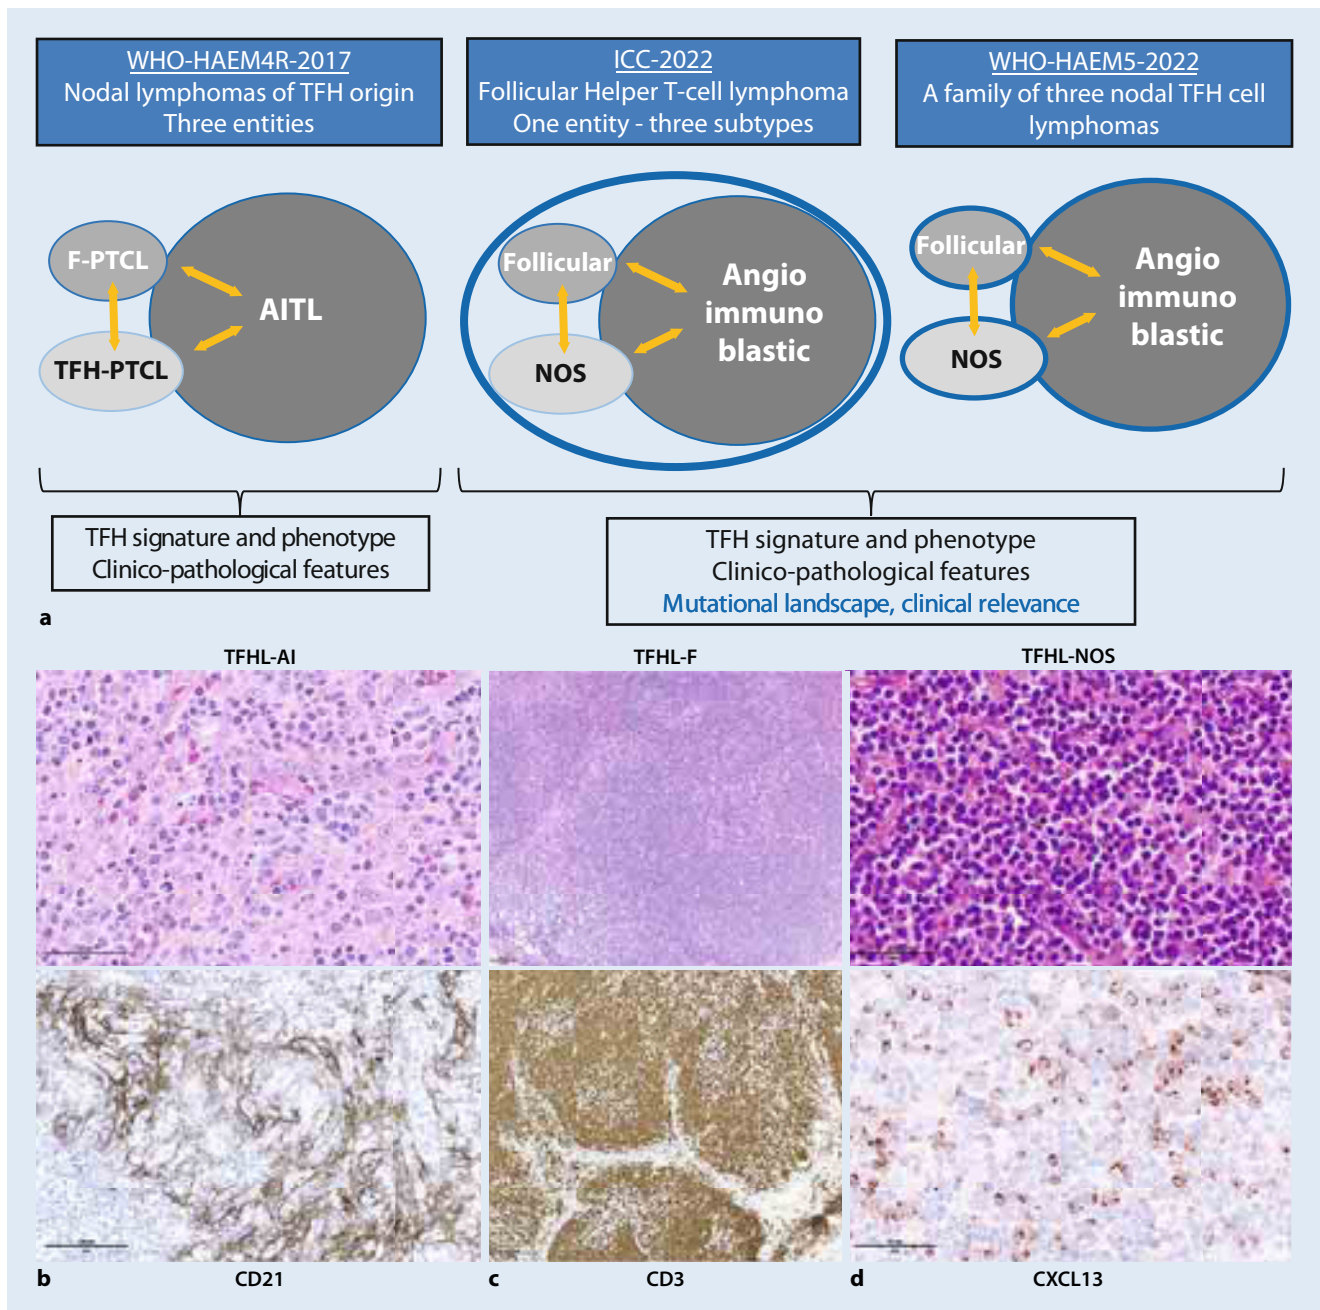 WHO-HAEM4R-2017
Nodal lymphomas of TFH origin
Three entities
ICC-2022
Follicular Helper T-cell lymphoma
One entity - three subtypes
WHO-HAEM5-2022
A family of three nodal TFH cell
lymphomas
F-PTCL
AITL
TFH-PTCL
Follicular
Angio
immuno
blastic
NOS
Follicular
Angio
immuno
blastic
NOS
TFH signature and phenotype
Clinico-pathological features
TFH signature and phenotype
Clinico-pathological features
Mutational landscape, clinical relevance
a
TFHL-AI
TFHL-F
TFHL-NOS
b
CD21
c
CD3
d
CXCL13